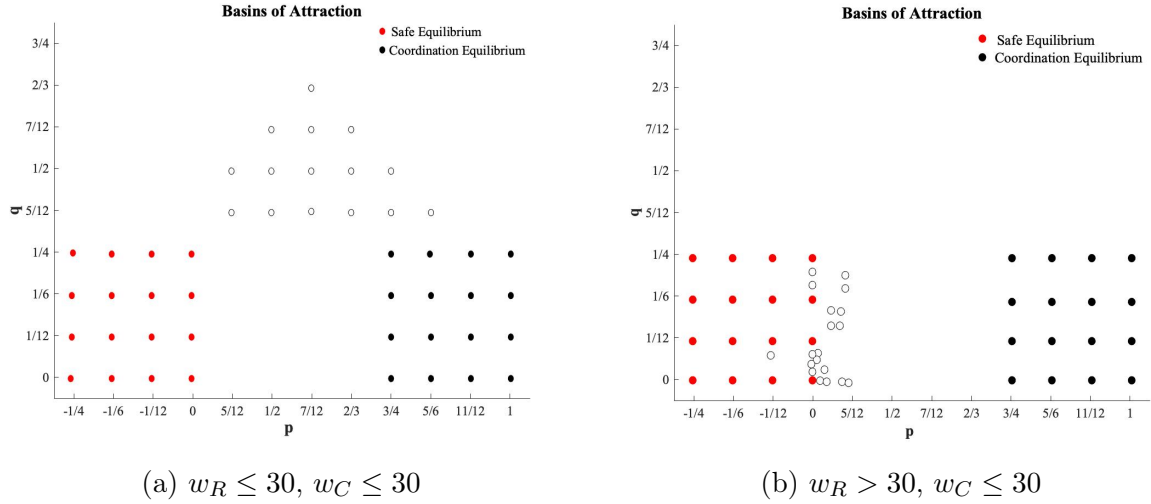 Basins of Attraction
Safe Equilibrium
Coordination Equilibrium
3/4
2/3
7/12
1/2
5/12
1/4
1/6
1/12
0
q
-1/4 -1/6 -1/12 0 5/12 1/2 7/12 2/3 3/4 5/6 11/12 1
p
(a) w_R ≤ 30, w_C ≤ 30
Basins of Attraction
Safe Equilibrium
Coordination Equilibrium
3/4
2/3
7/12
1/2
5/12
1/4
1/6
1/12
0
q
-1/4 -1/6 -1/12 0 5/12 1/2 7/12 2/3 3/4 5/6 11/12 1
p
(b) w_R > 30, w_C ≤ 30